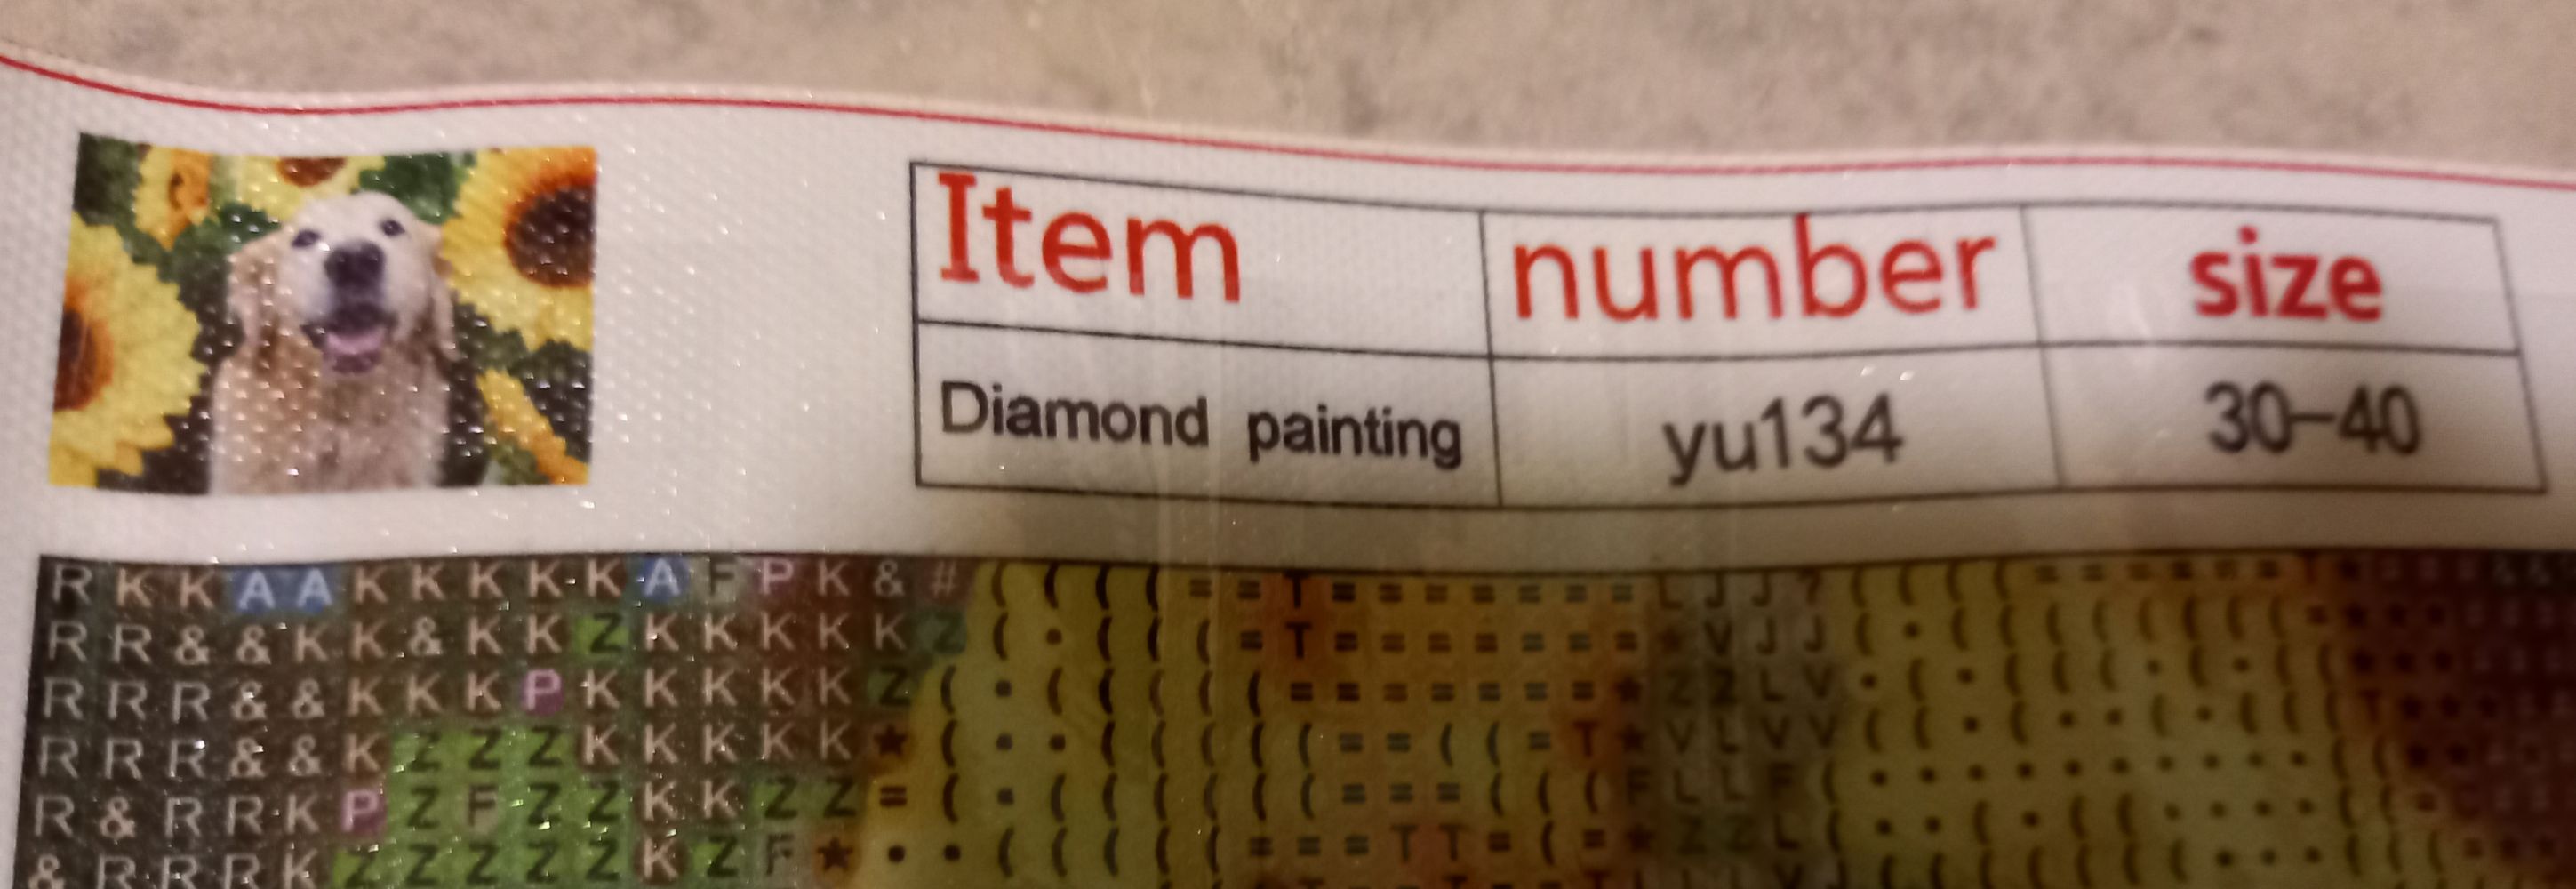 Item number size
Diamond painting yu134 30-40
R K K A A K K K K K K A F P K & # ( ( ( ( = = T = = = = = = = L J J ? ( ( ( ( = = = = = T
R R & & K K & K K Z K K K K K Z ( • ( ( ( = T = = = = = = = ★ V J J ( • ( ( ( ( ( ( ( =
R R R & & K K K P K K K K K Z ( • ( ( ( ( ( = = = = = = = ★ Z Z L V • ( • ( ( (
R R R & & K Z Z Z K K K K K ★ ( • • ( ( ( ( ( = = ( ( = T ★ V L V V ( (
R & R R K P Z F Z Z K K Z Z = ( • ( ( ( ( ( ( = = = ( ( ( F L L F (
& R R R K Z Z Z Z Z K Z F ★ • • ( ( ( ( ( = = = T T = ( = ★ Z Z L (